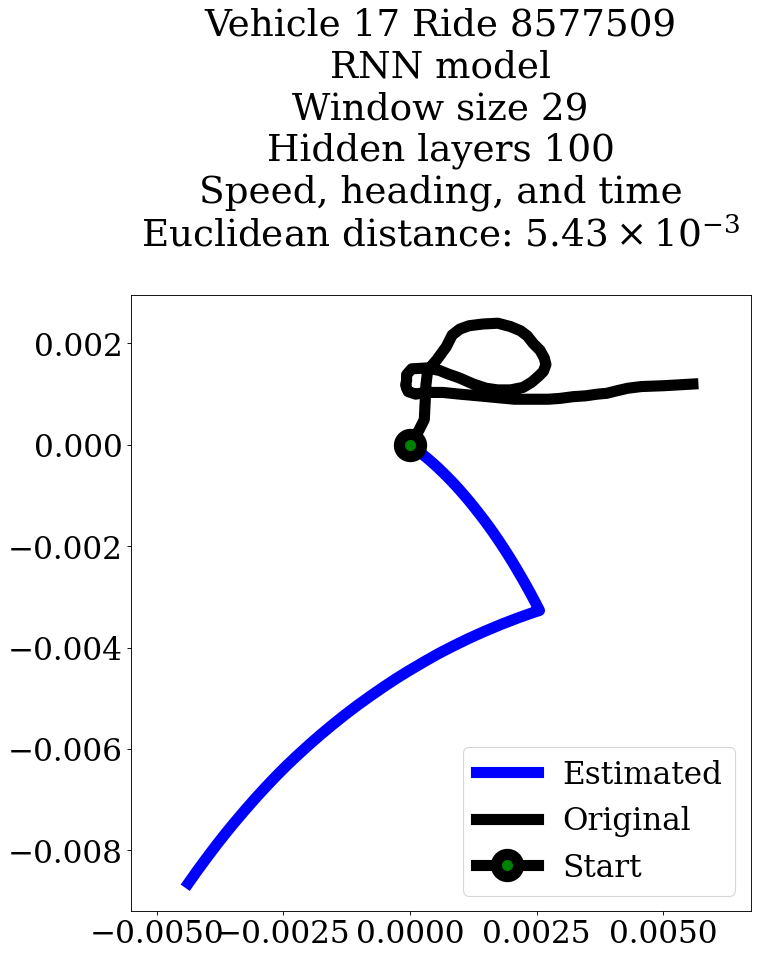 Vehicle 17 Ride 8577509
RNN model
Window size 29
Hidden layers 100
Speed, heading, and time
Euclidean distance: 5.43 × 10⁻³
0.002
0.000
−0.002
−0.004
−0.006
−0.008
Estimated
Original
Start
−0.0050 −0.0025 0.0000 0.0025 0.0050